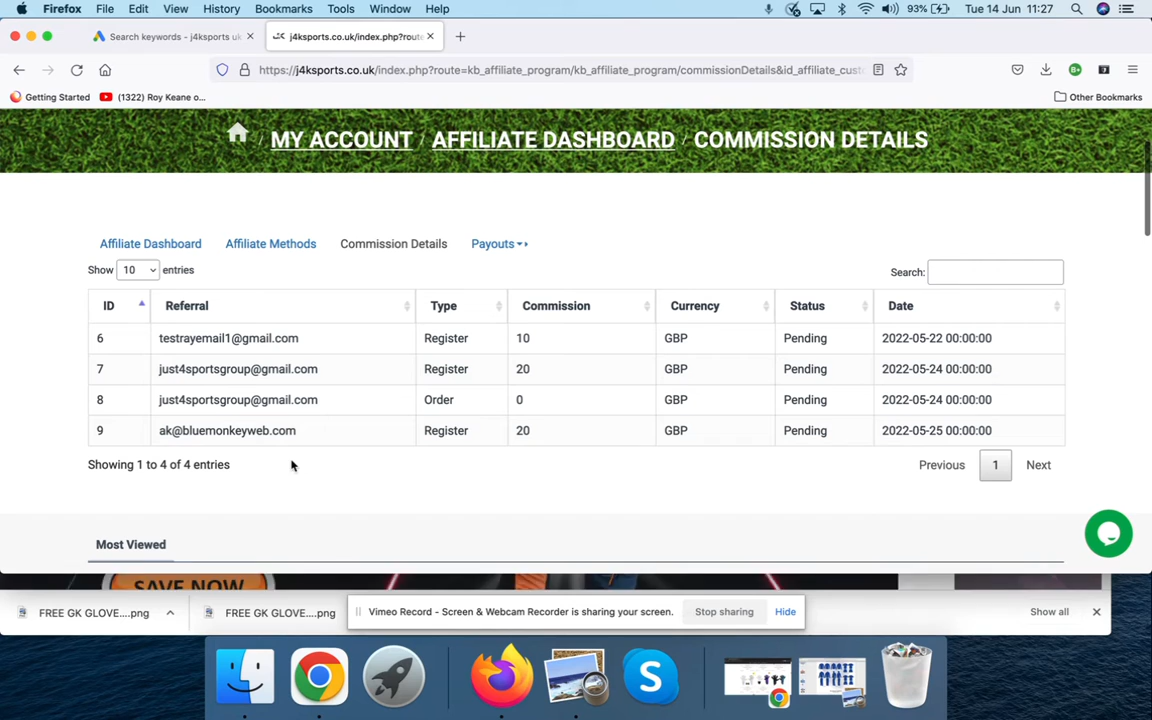 Firefox File Edit View History Bookmarks Tools Window Help 93% Tue 14 Jun 11:27
Search keywords - j4ksports uk
j4ksports.co.uk/index.php?rout
https://j4ksports.co.uk/index.php?route=kb_affiliate_program/kb_affiliate_program/commissionDetails&id_affiliate_cust
Getting Started (1322) Roy Keane o... Other Bookmarks
/ MY ACCOUNT / AFFILIATE DASHBOARD / COMMISSION DETAILS
Affiliate Dashboard Affiliate Methods Commission Details Payouts
Show 10 entries Search:
ID Referral Type Commission Currency Status Date
6 testrayemail1@gmail.com Register 10 GBP Pending 2022-05-22 00:00:00
7 just4sportsgroup@gmail.com Register 20 GBP Pending 2022-05-24 00:00:00
8 just4sportsgroup@gmail.com Order 0 GBP Pending 2022-05-24 00:00:00
9 ak@bluemonkeyweb.com Register 20 GBP Pending 2022-05-25 00:00:00
Showing 1 to 4 of 4 entries Previous 1 Next
Most Viewed
SAVE NOW
FREE GK GLOVE....png FREE GK GLOVE....png Vimeo Record - Screen & Webcam Recorder is sharing your screen. Stop sharing Hide Show all
S